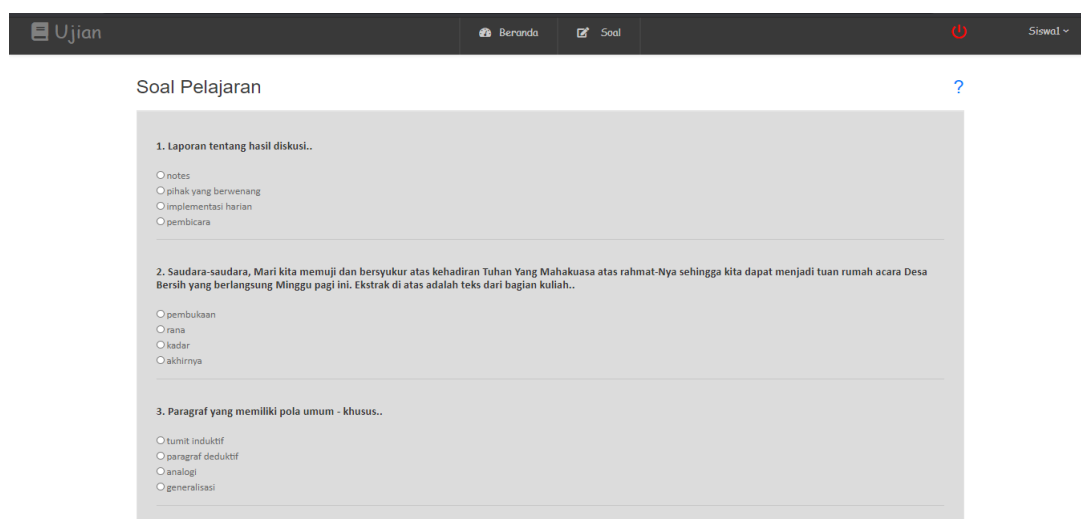 Ujian
Beranda
Soal
Siswa1
Soal Pelajaran
?
1. Laporan tentang hasil diskusi..
notes
pihak yang berwenang
implementasi harian
pembicara
2. Saudara-saudara, Mari kita memuji dan bersyukur atas kehadiran Tuhan Yang Mahakuasa atas rahmat-Nya sehingga kita dapat menjadi tuan rumah acara Desa
Bersih yang berlangsung Minggu pagi ini. Ekstrak di atas adalah teks dari bagian kuliah..
pembukaan
rana
kadar
akhirnya
3. Paragraf yang memiliki pola umum - khusus..
tumit induktif
paragraf deduktif
analogi
generalisasi